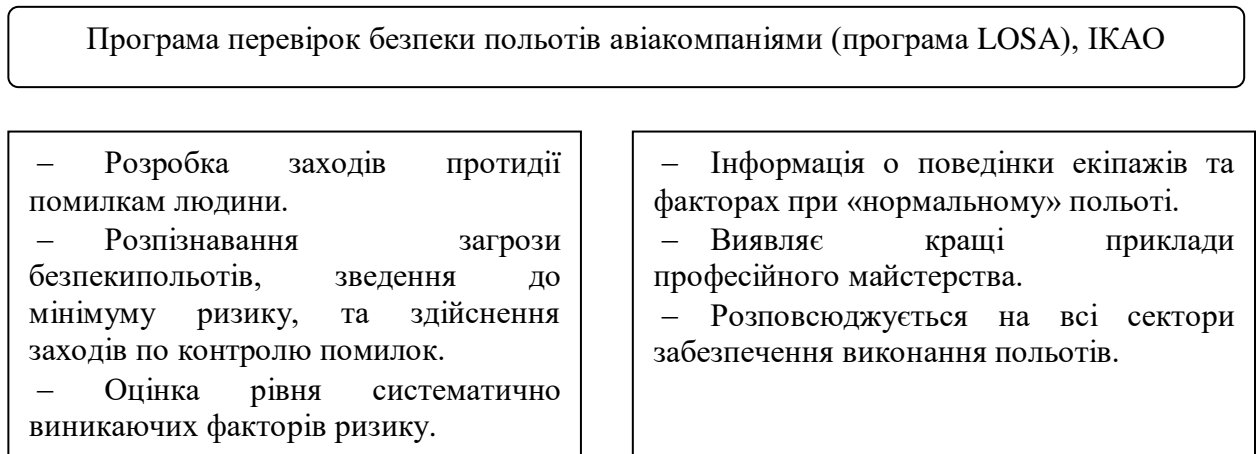 Програма перевірок безпеки польотів авіакомпаніями (програма LOSA), ІКАО
– Розробка заходів протидії
помилкам людини.
– Розпізнавання загрози
безпекипольотів, зведення до
мінімуму ризику, та здійснення
заходів по контролю помилок.
– Оцінка рівня систематично
виникаючих факторів ризику.
– Інформація о поведінки екіпажів та
факторах при «нормальному» польоті.
– Виявляє кращі приклади
професійного майстерства.
– Розповсюджується на всі сектори
забезпечення виконання польотів.